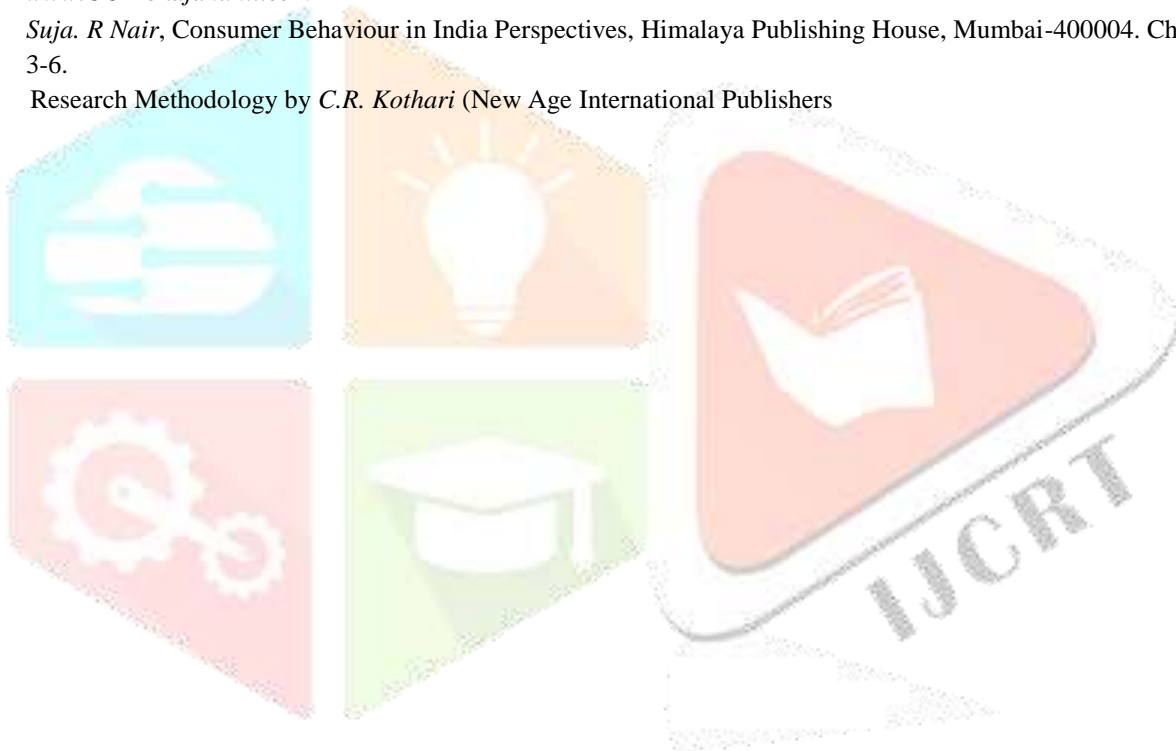 Suja. R Nair, Consumer Behaviour in India Perspectives, Himalaya Publishing House, Mumbai-400004. Ch
3-6.
Research Methodology by C.R. Kothari (New Age International Publishers
IJCRT